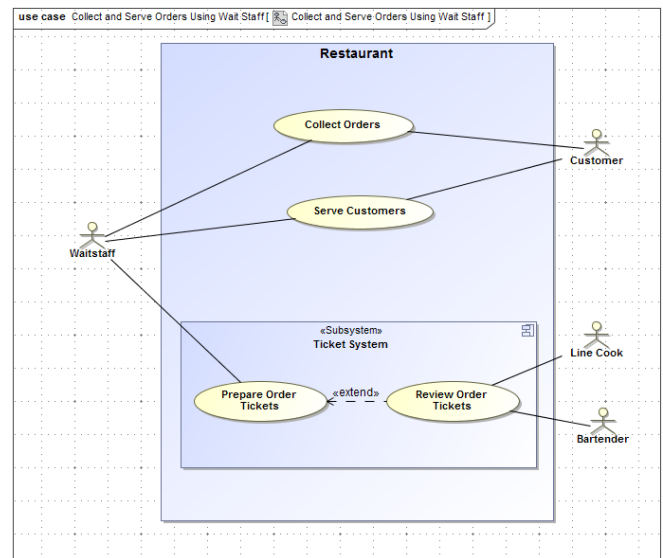 use case Collect and Serve Orders Using Wait Staff [ Collect and Serve Orders Using Wait Staff ]
Restaurant
Collect Orders
Customer
Serve Customers
Waitstaff
«Subsystem»
Ticket System
Line Cook
Prepare Order
Tickets
«extend»
Review Order
Tickets
Bartender